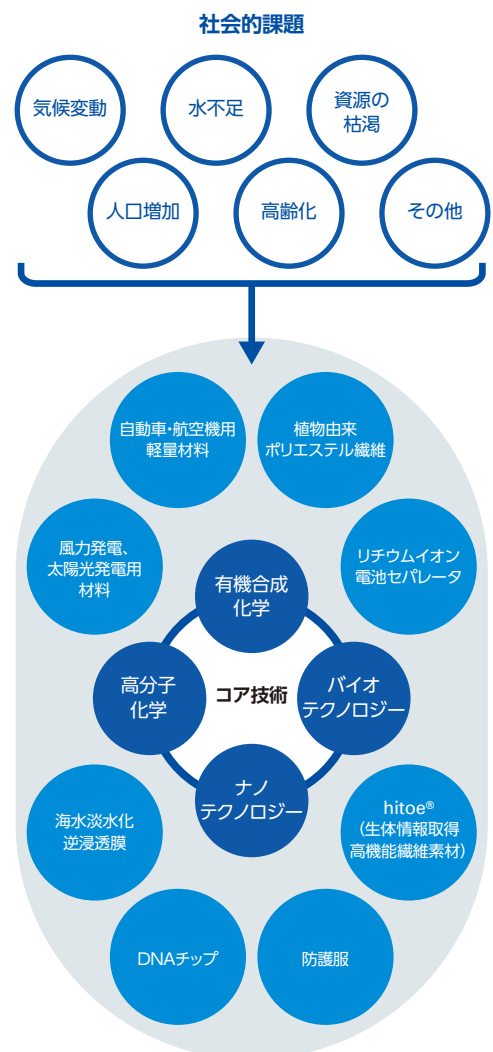 社会的課題
気候変動
水不足
資源の
枯渇
人口増加
高齢化
その他
自動車・航空機用
軽量材料
植物由来
ポリエステル繊維
風力発電、
太陽光発電用
材料
リチウムイオン
電池セパレータ
有機合成
化学
高分子
化学
コア技術
バイオ
テクノロジー
ナノ
テクノロジー
海水淡水化
逆浸透膜
hitoe®
（生体情報取得
高機能繊維素材）
DNAチップ
防護服